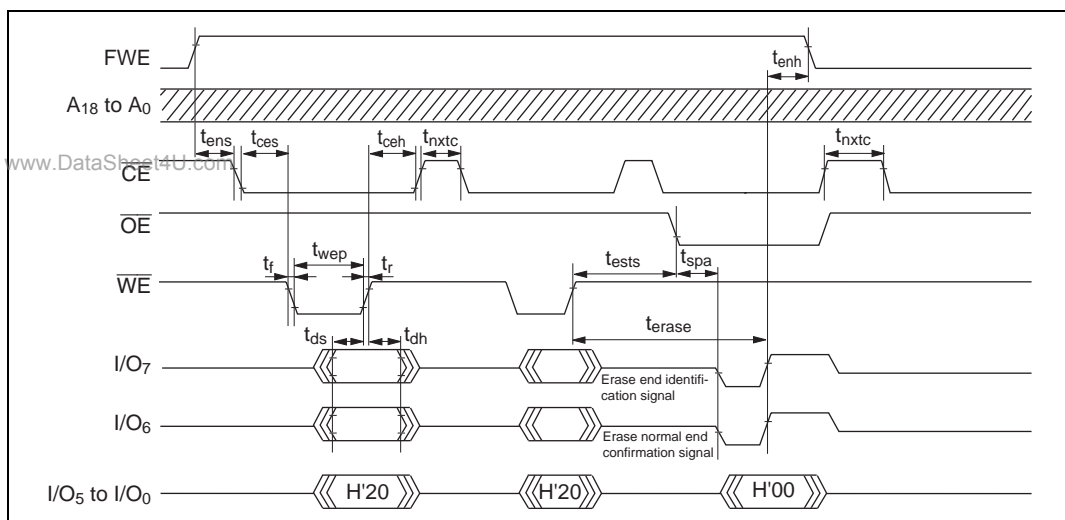 FWE
tenh
A18 to A0
tens tces tceh tnxtc tnxtc
www.DataSheet4U.com
CE
OE
twep tests tspa
tf tr
WE
terase
tds tdh
I/O7
Erase end identifi-
cation signal
I/O6
Erase normal end
confirmation signal
I/O5 to I/O0 H'20 H'20 H'00